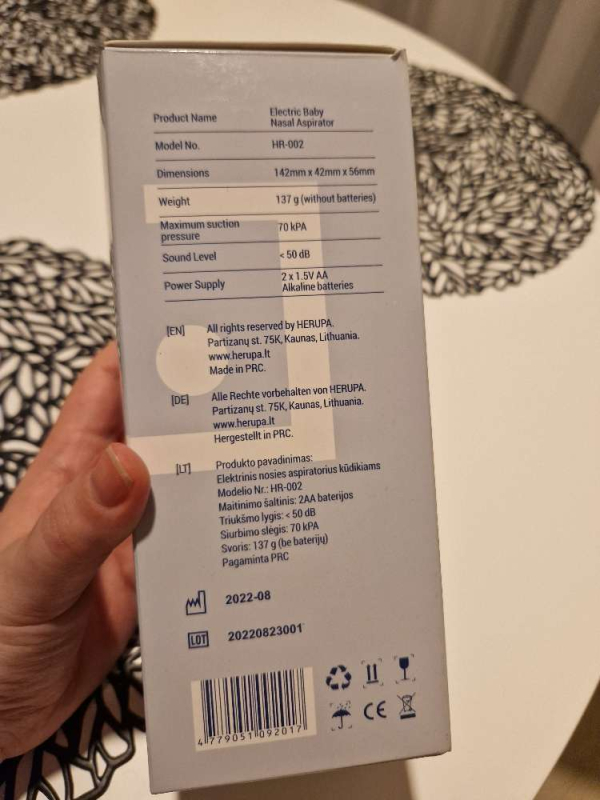 Product Name Electric Baby
Nasal Aspirator
Model No. HR-002
Dimensions 142mm x 42mm x 56mm
Weight 137 g (without batteries)
Maximum suction
pressure 70 kPA
Sound Level < 50 dB
Power Supply 2 x 1.5V AA
Alkaline batteries
[EN] All rights reserved by HERUPA.
Partizanų st. 75K, Kaunas, Lithuania.
www.herupa.lt
Made in PRC.
[DE] Alle Rechte vorbehalten von HERUPA.
Partizanų st. 75K, Kaunas, Lithuania.
www.herupa.lt
Hergestellt in PRC.
[LT] Produkto pavadinimas:
Elektrinis nosies aspiratorius kūdikiams
Modelio Nr.: HR-002
Maitinimo šaltinis: 2AA baterijos
Triukšmo lygis: < 50 dB
Siurbimo slėgis: 70 kPA
Svoris: 137 g (be baterijų)
Pagaminta PRC
2022-08
LOT 20220823001
4 779051 092017
CE